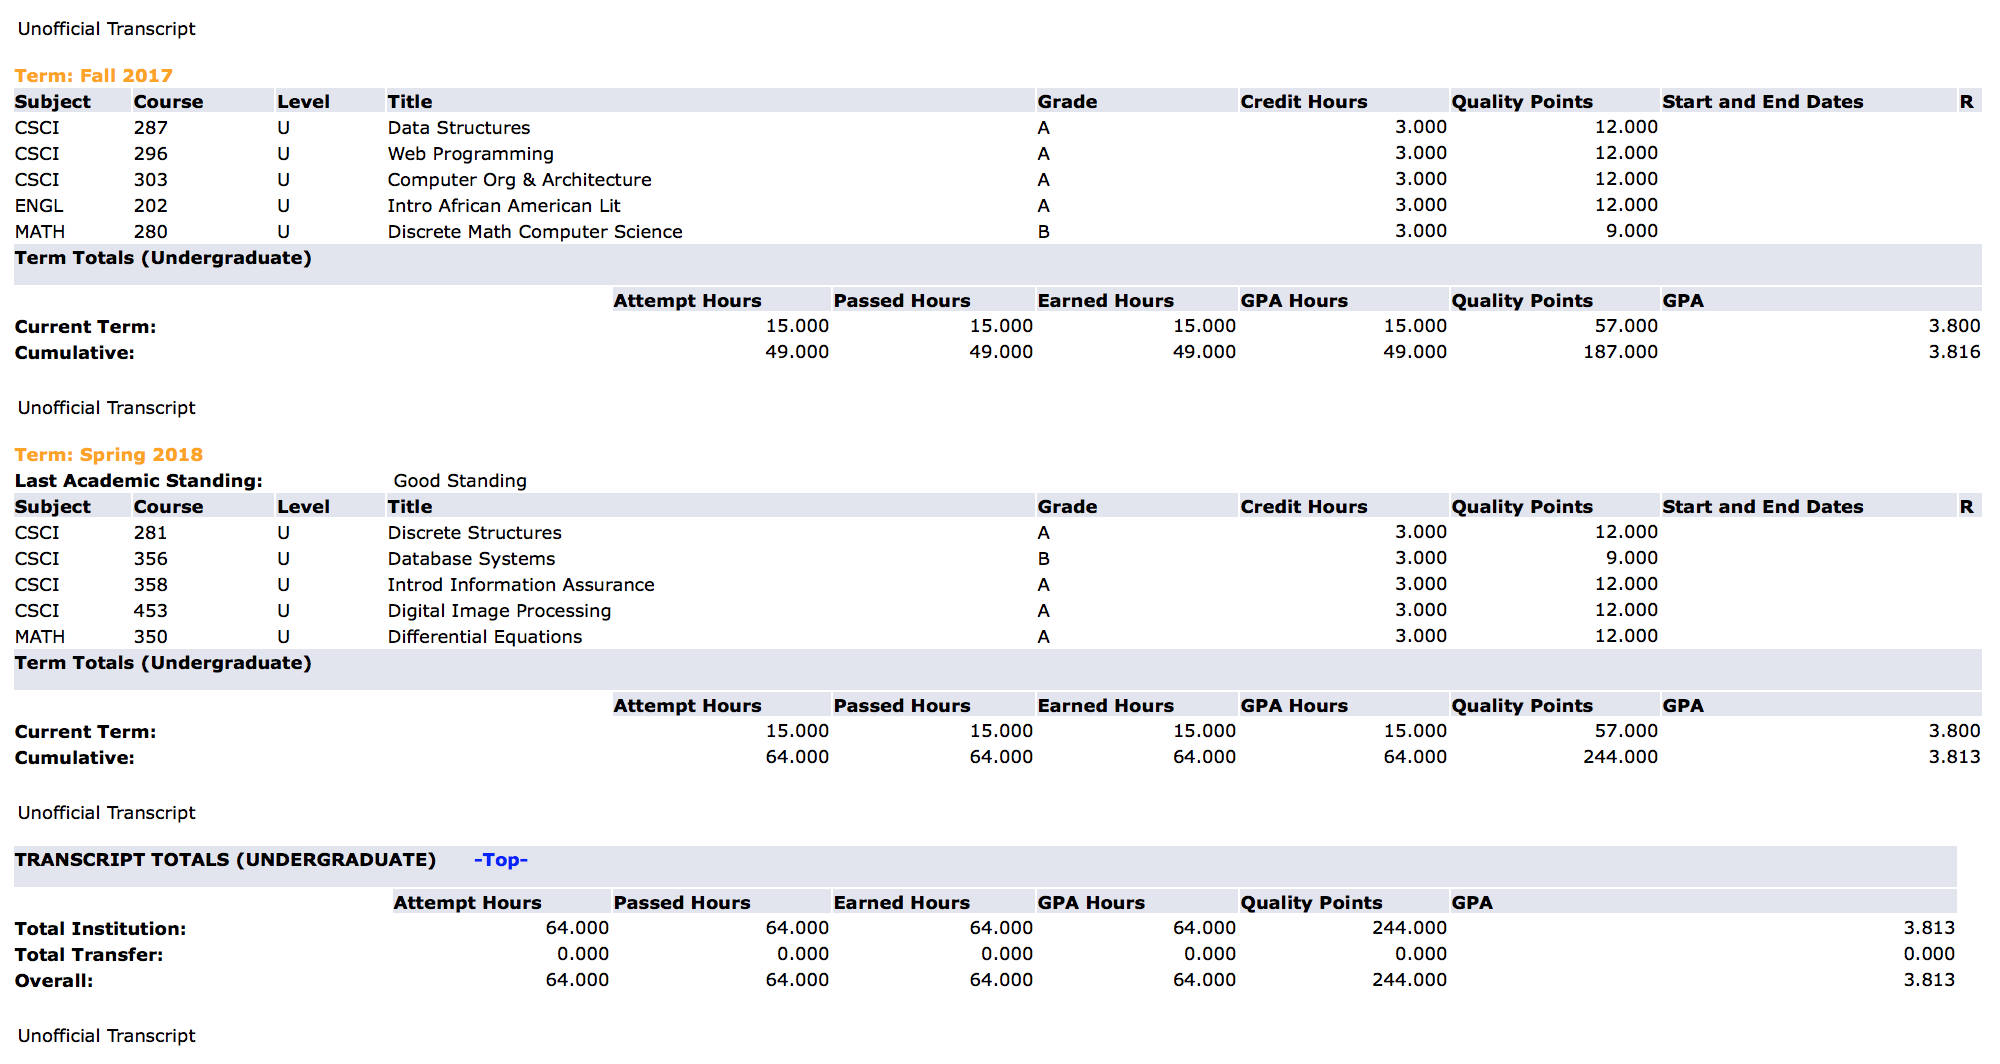 Unofficial Transcript
Term: Fall 2017
Subject Course Level Title Grade Credit Hours Quality Points Start and End Dates R
CSCI 287 U Data Structures A 3.000 12.000
CSCI 296 U Web Programming A 3.000 12.000
CSCI 303 U Computer Org & Architecture A 3.000 12.000
ENGL 202 U Intro African American Lit A 3.000 12.000
MATH 280 U Discrete Math Computer Science B 3.000 9.000
Term Totals (Undergraduate)
Attempt Hours Passed Hours Earned Hours GPA Hours Quality Points GPA
Current Term: 15.000 15.000 15.000 15.000 57.000 3.800
Cumulative: 49.000 49.000 49.000 49.000 187.000 3.816
Unofficial Transcript
Term: Spring 2018
Last Academic Standing: Good Standing
Subject Course Level Title Grade Credit Hours Quality Points Start and End Dates R
CSCI 281 U Discrete Structures A 3.000 12.000
CSCI 356 U Database Systems B 3.000 9.000
CSCI 358 U Introd Information Assurance A 3.000 12.000
CSCI 453 U Digital Image Processing A 3.000 12.000
MATH 350 U Differential Equations A 3.000 12.000
Term Totals (Undergraduate)
Attempt Hours Passed Hours Earned Hours GPA Hours Quality Points GPA
Current Term: 15.000 15.000 15.000 15.000 57.000 3.800
Cumulative: 64.000 64.000 64.000 64.000 244.000 3.813
Unofficial Transcript
TRANSCRIPT TOTALS (UNDERGRADUATE) -Top-
Attempt Hours Passed Hours Earned Hours GPA Hours Quality Points GPA
Total Institution: 64.000 64.000 64.000 64.000 244.000 3.813
Total Transfer: 0.000 0.000 0.000 0.000 0.000 0.000
Overall: 64.000 64.000 64.000 64.000 244.000 3.813
Unofficial Transcript